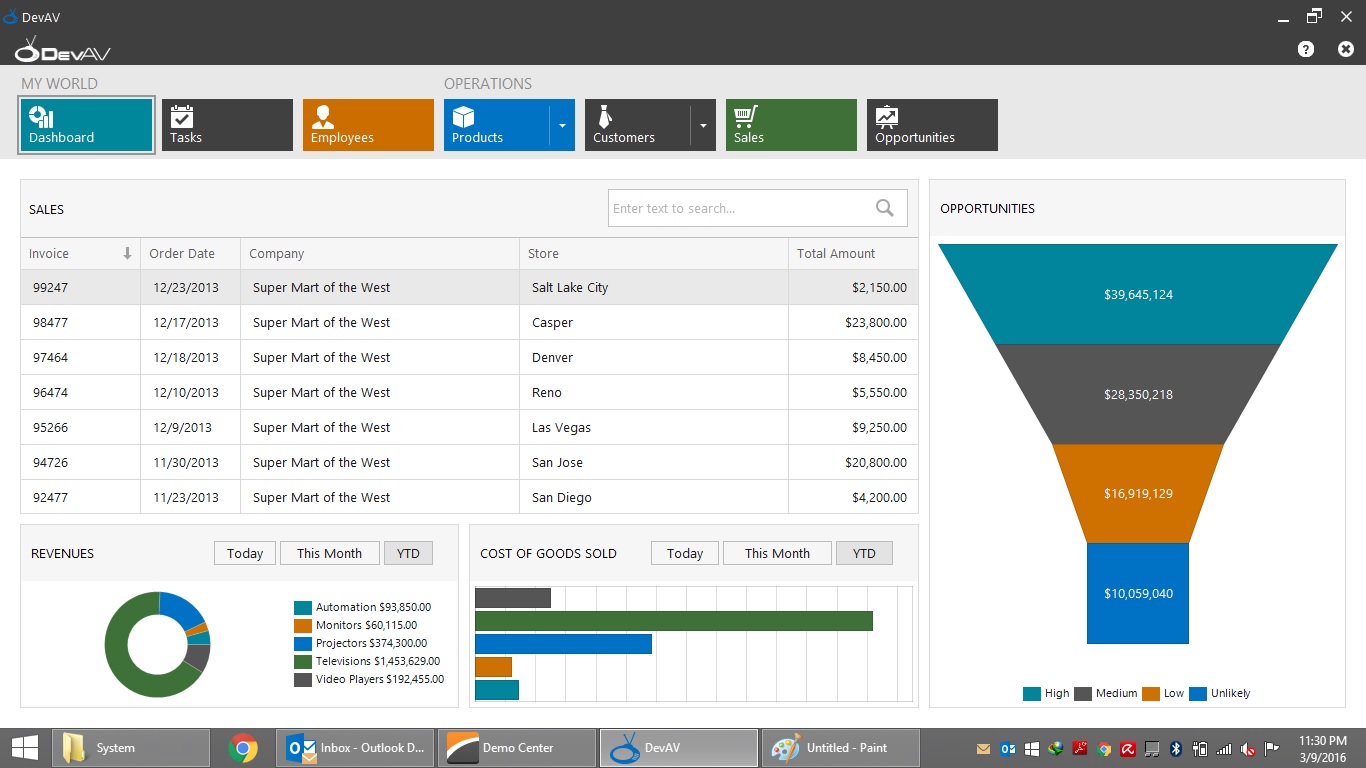 DevAV
DEVAV
MY WORLD
OPERATIONS
Dashboard
Tasks
Employees
Products
Customers
Sales
Opportunities
SALES
Enter text to search...
Invoice Order Date Company Store Total Amount
99247 12/23/2013 Super Mart of the West Salt Lake City $2,150.00
98477 12/17/2013 Super Mart of the West Casper $23,800.00
97464 12/18/2013 Super Mart of the West Denver $8,450.00
96474 12/10/2013 Super Mart of the West Reno $5,550.00
95266 12/9/2013 Super Mart of the West Las Vegas $9,250.00
94726 11/30/2013 Super Mart of the West San Jose $20,800.00
92477 11/23/2013 Super Mart of the West San Diego $4,200.00
REVENUES
Today This Month YTD
Automation $93,850.00
Monitors $60,115.00
Projectors $374,300.00
Televisions $1,453,629.00
Video Players $192,455.00
COST OF GOODS SOLD
Today This Month YTD
OPPORTUNITIES
$39,645,124
$28,350,218
$16,919,129
$10,059,040
High Medium Low Unlikely
System
Inbox - Outlook D...
Demo Center
DevAV
Untitled - Paint
11:30 PM
3/9/2016